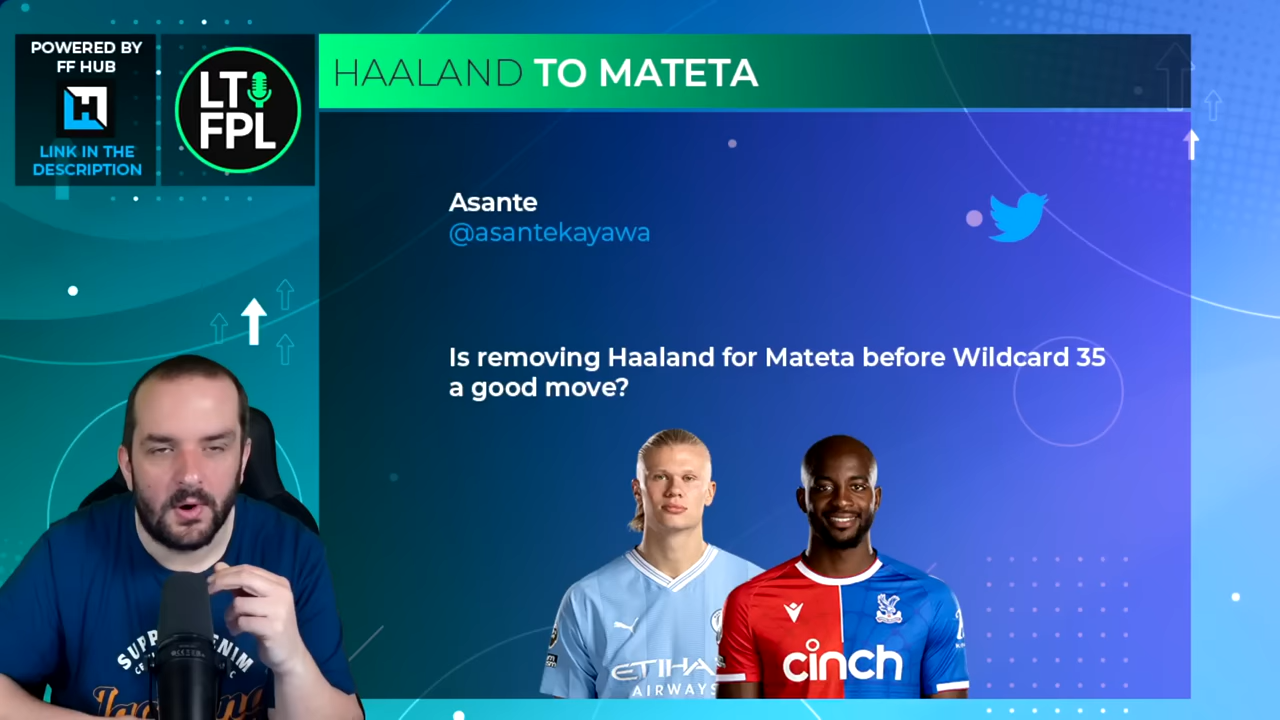 POWERED BY
FF HUB
LINK IN THE
DESCRIPTION
LT
FPL
HAALAND TO MATETA
Asante
@asantekayawa
Is removing Haaland for Mateta before Wildcard 35
a good move?
ETIHA
AIRWAYS
cinch